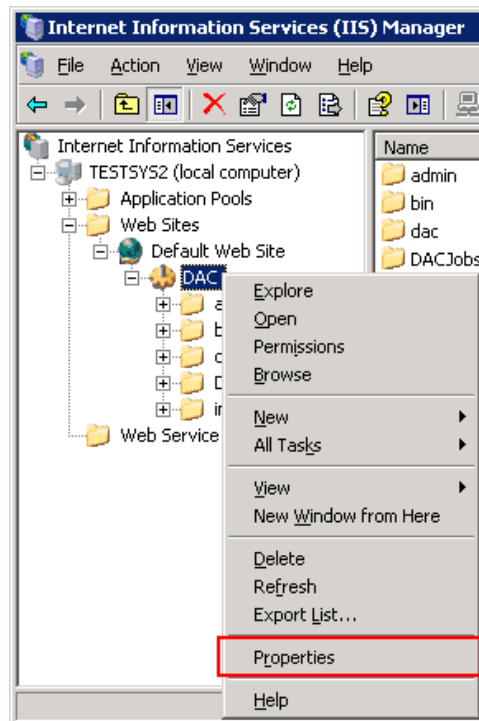 Internet Information Services (IIS) Manager
File Action View Window Help
Internet Information Services
TESTSYS2 (local computer)
Application Pools
Web Sites
Default Web Site
DAC
Web Service
Name
admin
bin
dac
DACJobs
Explore
Open
Permissions
Browse
New
All Tasks
View
New Window from Here
Delete
Refresh
Export List...
Properties
Help